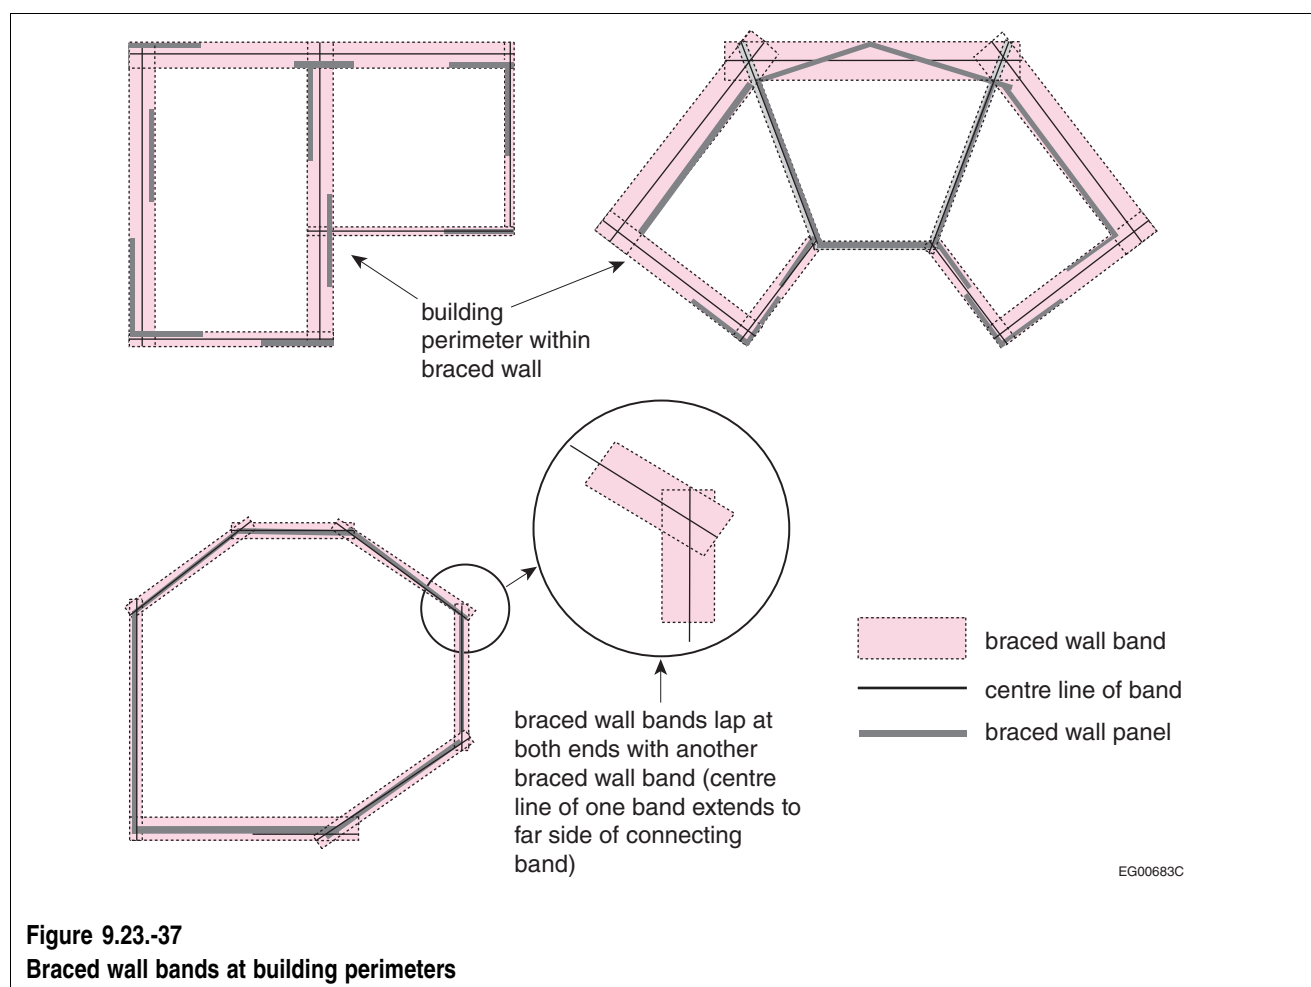 building
perimeter within
braced wall
braced wall bands lap at
both ends with another
braced wall band (centre
line of one band extends to
far side of connecting
band)
braced wall band
centre line of band
braced wall panel
EG00683C
Figure 9.23.-37
Braced wall bands at building perimeters